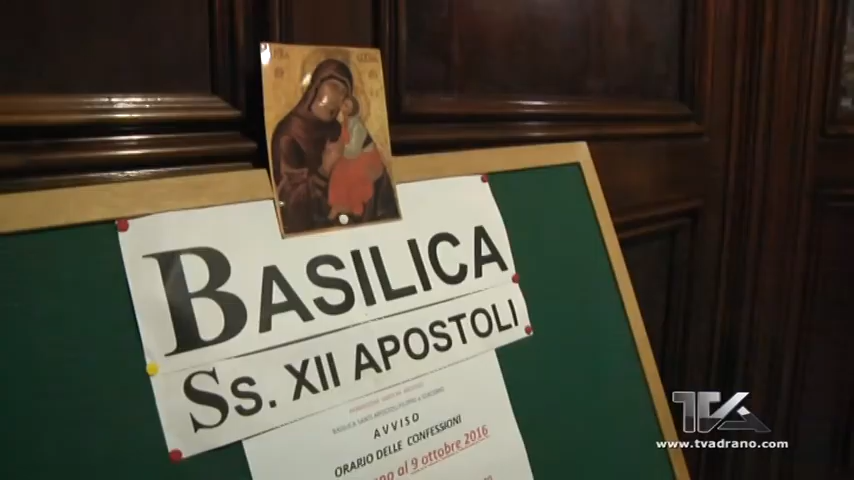 BASILICA
SS. XII APOSTOLI
BASILICA SANTI APOSTOLI FILIPPO e GIACOMO
AVVISO
ORARIO DELLE CONFESSIONI
al 9 ottobre 2016
TVA
www.tvadrano.com